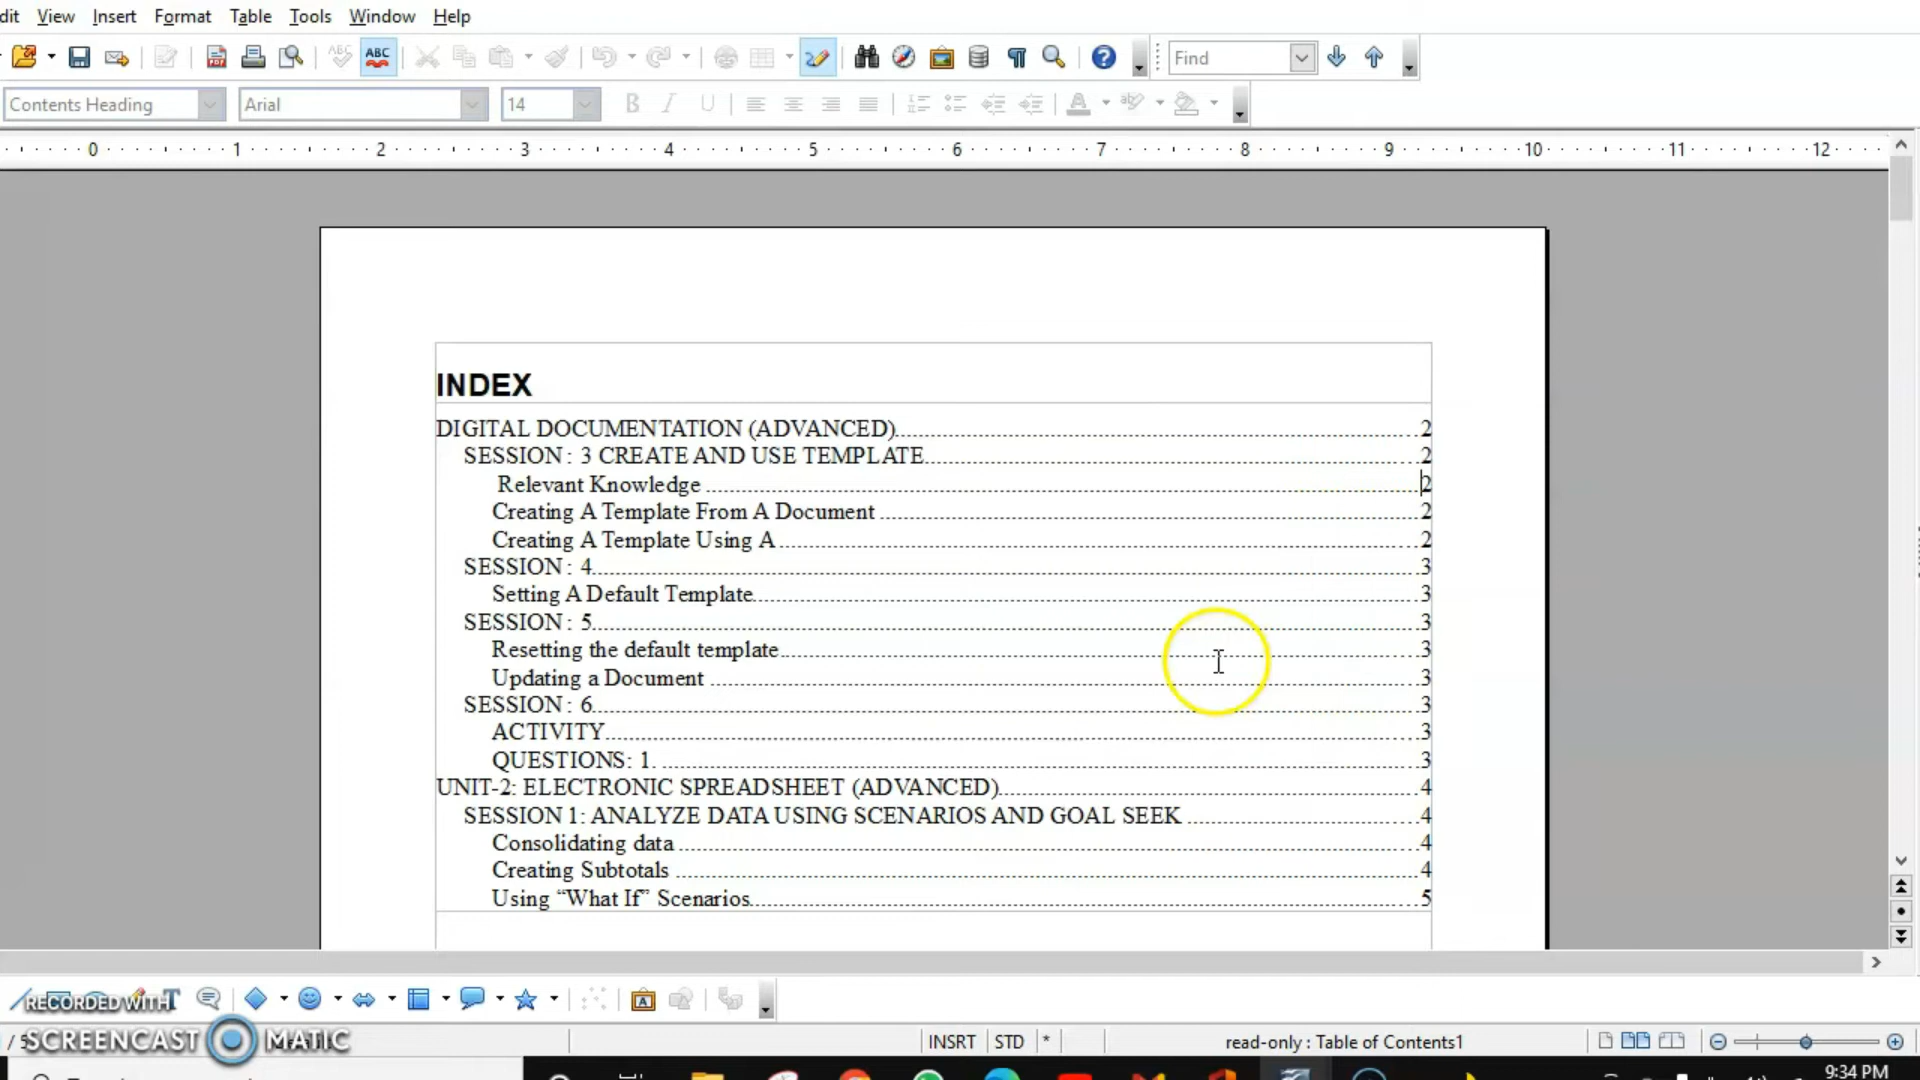 dit View Insert Format Table Tools Window Help
ABC ABC Find
Contents Heading Arial 14 B I U
0 1 2 3 4 5 6 7 8 9 10 11 12
INDEX
DIGITAL DOCUMENTATION (ADVANCED) 2
SESSION : 3 CREATE AND USE TEMPLATE 2
Relevant Knowledge 2
Creating A Template From A Document 2
Creating A Template Using A 2
SESSION : 4 3
Setting A Default Template 3
SESSION : 5 3
Resetting the default template 3
Updating a Document 3
SESSION : 6 3
ACTIVITY 3
QUESTIONS: 1. 3
UNIT-2: ELECTRONIC SPREADSHEET (ADVANCED) 4
SESSION 1: ANALYZE DATA USING SCENARIOS AND GOAL SEEK 4
Consolidating data 4
Creating Subtotals 4
Using “What If” Scenarios 5
RECORDED WITH
SCREENCAST MATIC
/ 5 INSRT STD * read-only : Table of Contents1
9:34 PM